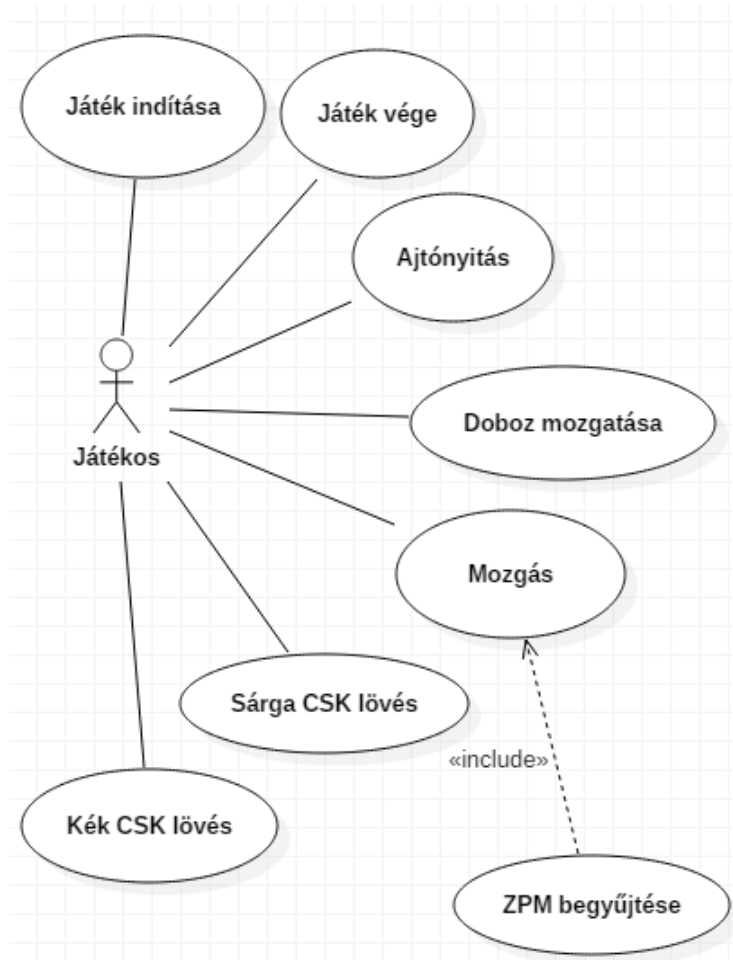 Játék indítása
Játék vége
Ajtónyitás
Doboz mozgatása
Játékos
Mozgás
Sárga CSK lövés
«include»
Kék CSK lövés
ZPM begyűjtése